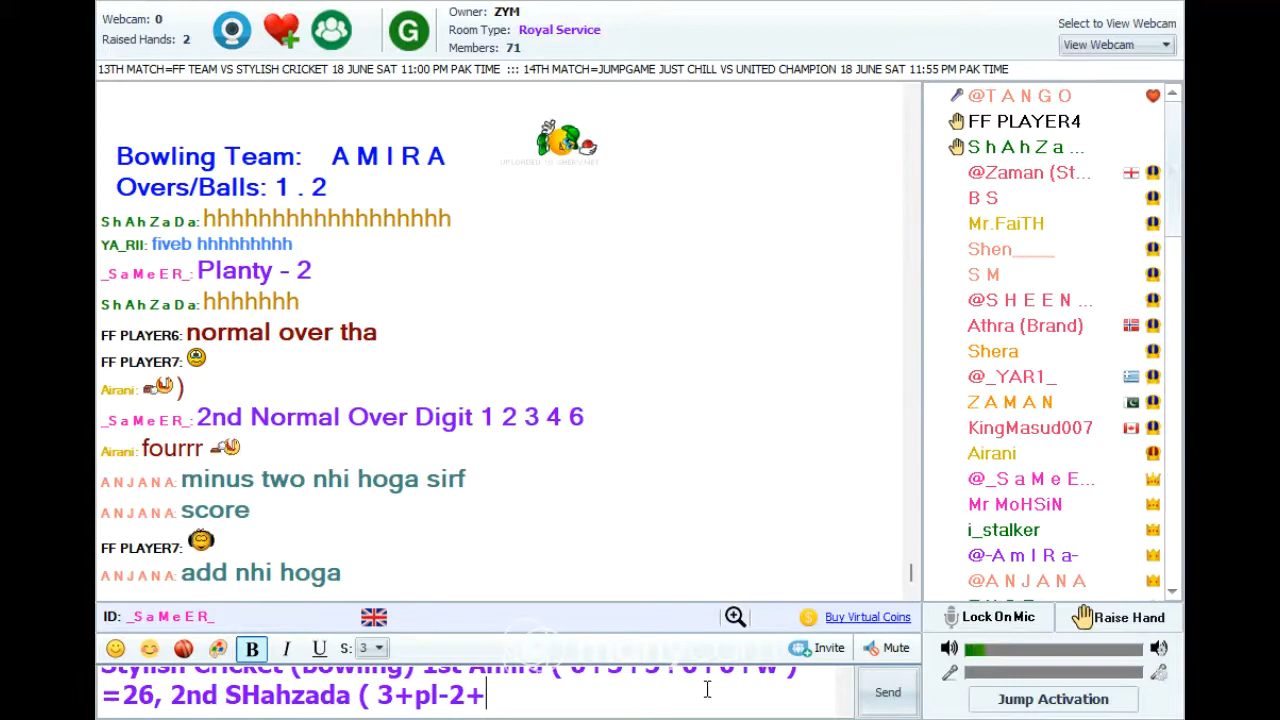 Webcam: 0
Raised Hands: 2
G
Owner: ZYM
Room Type: Royal Service
Members: 71
Select to View Webcam
View Webcam
13TH MATCH=FF TEAM VS STYLISH CRICKET 18 JUNE SAT 11:00 PM PAK TIME ::: 14TH MATCH=JUMPGAME JUST CHILL VS UNITED CHAMPION 18 JUNE SAT 11:55 PM PAK TIME
Bowling Team: A M I R A
Overs/Balls: 1 . 2
S h A h Z a D a: hhhhhhhhhhhhhhhhhh
YA_RII: fiveb hhhhhhhhh
_S a M e E R_: Planty - 2
S h A h Z a D a: hhhhhhh
FF PLAYER6: normal over tha
FF PLAYER7:
Airani: )
_S a M e E R_: 2nd Normal Over Digit 1 2 3 4 6
Airani: fourrr
A N J A N A: minus two nhi hoga sirf
A N J A N A: score
FF PLAYER7:
A N J A N A: add nhi hoga
@T A N G O
FF PLAYER4
S h A h Z a ...
@Zaman (St...
B S
Mr.FaiTH
Shen____
S M
@S H E E N ...
Athra (Brand)
Shera
@_YAR1_
Z A M A N
KingMasud007
Airani
@_S a M e E...
Mr MoHSiN
i_stalker
@-A m I R a-
@A N J A N A
ID: _S a M e E R_
Buy Virtual Coins
Lock On Mic
Raise Hand
B I U S: 3
Invite
Mute
Stylish Cricket (Bowling) 1st Amira (
=26, 2nd SHahzada ( 3+pl-2+
Send
Jump Activation